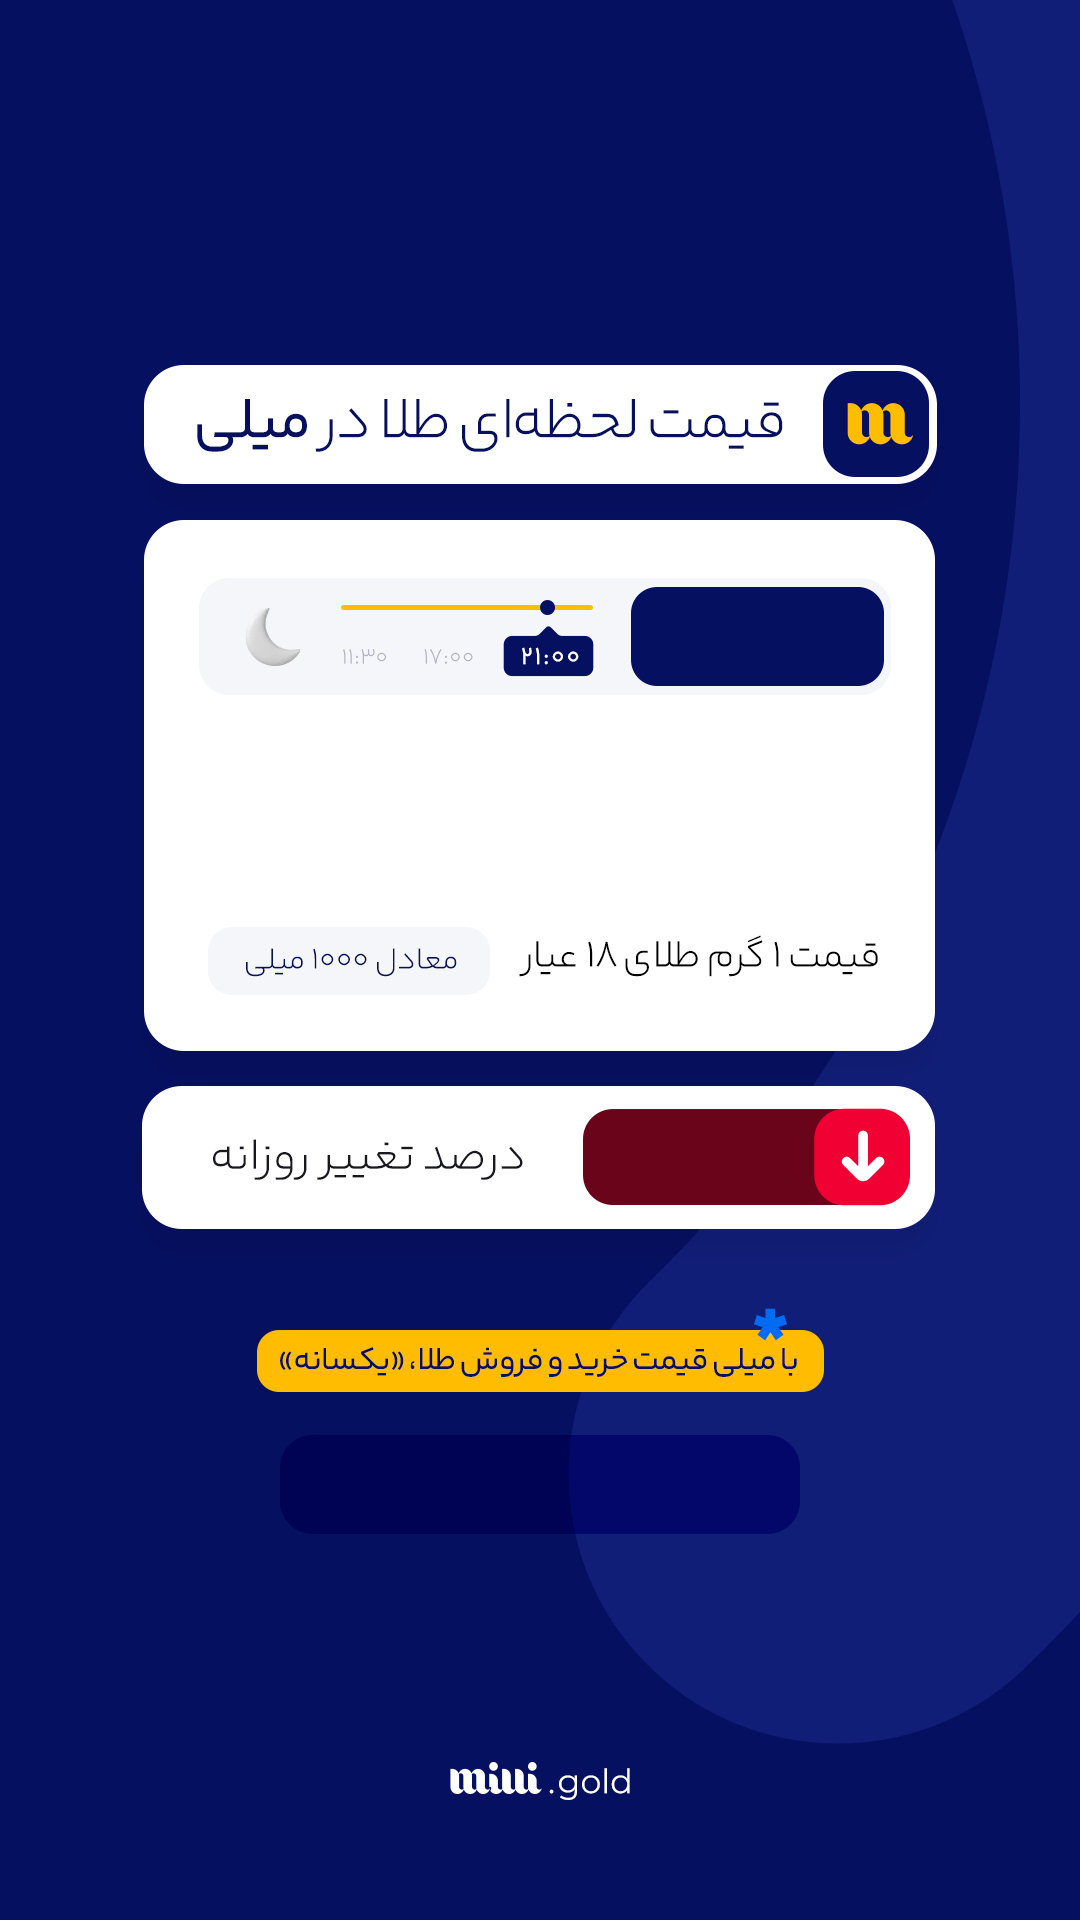 m
قیمت لحظه‌ای طلا در میلی
۱۱:۳۰ ۱۷:۰۰ ۲۱:۰۰
قیمت ۱ گرم طلای ۱۸ عیار
معادل ۱۰۰۰ میلی
درصد تغییر روزانه
*
با میلی قیمت خرید و فروش طلا، «یکسانه»
milli.gold